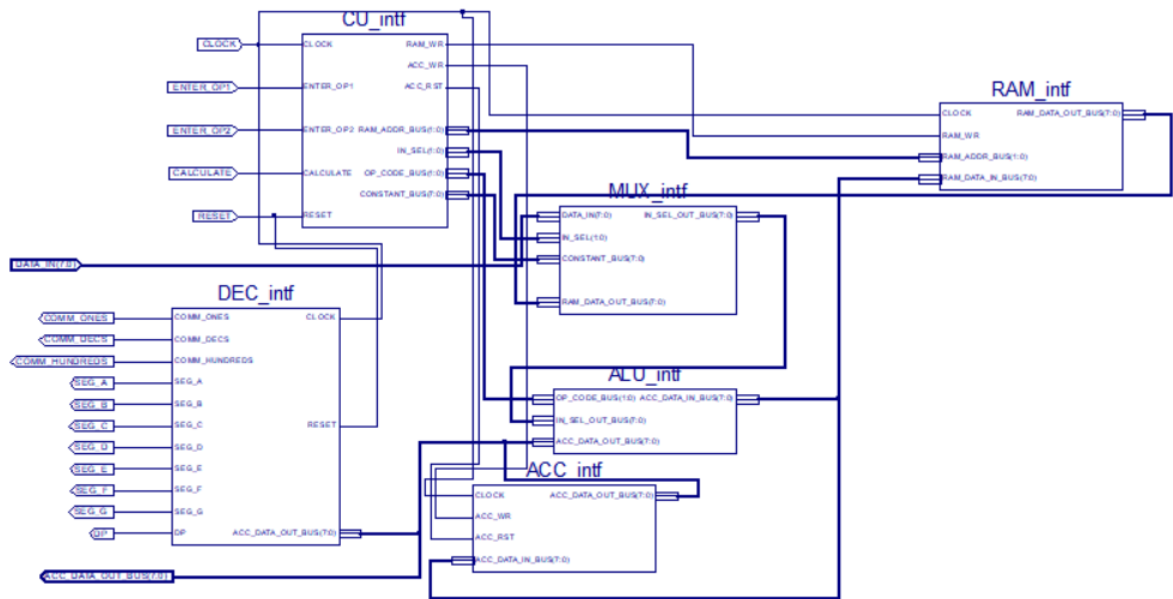 CU_intf
CLOCK
CLOCK
RAM_WR
ACC_WR
ENTER_OP1
ENTER_OP1
ACC_RST
ENTER_OP2
ENTER_OP2
RAM_ADDR_BUS(1:0)
IN_SEL(1:0)
CALCULATE
CALCULATE
OP_CODE_BUS(1:0)
CONSTANT_BUS(7:0)
RESET
RESET
RAM_intf
CLOCK
RAM_DATA_OUT_BUS(7:0)
RAM_WR
RAM_ADDR_BUS(1:0)
RAM_DATA_IN_BUS(7:0)
MUX_intf
DATA_IN(7:0)
IN_SEL_OUT_BUS(7:0)
IN_SEL(1:0)
CONSTANT_BUS(7:0)
RAM_DATA_OUT_BUS(7:0)
DATA_IN(7:0)
DEC_intf
COMM_ONES
COMM_ONES
CLOCK
COMM_DECS
COMM_DECS
COMM_HUNDREDS
COMM_HUNDREDS
SEG_A
SEG_A
SEG_B
SEG_B
SEG_C
SEG_C
RESET
SEG_D
SEG_D
SEG_E
SEG_E
SEG_F
SEG_F
SEG_G
SEG_G
DP
DP
ACC_DATA_OUT_BUS(7:0)
ACC_DATA_OUT_BUS(7:0)
ALU_intf
OP_CODE_BUS(1:0)
ACC_DATA_IN_BUS(7:0)
IN_SEL_OUT_BUS(7:0)
ACC_DATA_OUT_BUS(7:0)
ACC_intf
CLOCK
ACC_DATA_OUT_BUS(7:0)
ACC_WR
ACC_RST
ACC_DATA_IN_BUS(7:0)